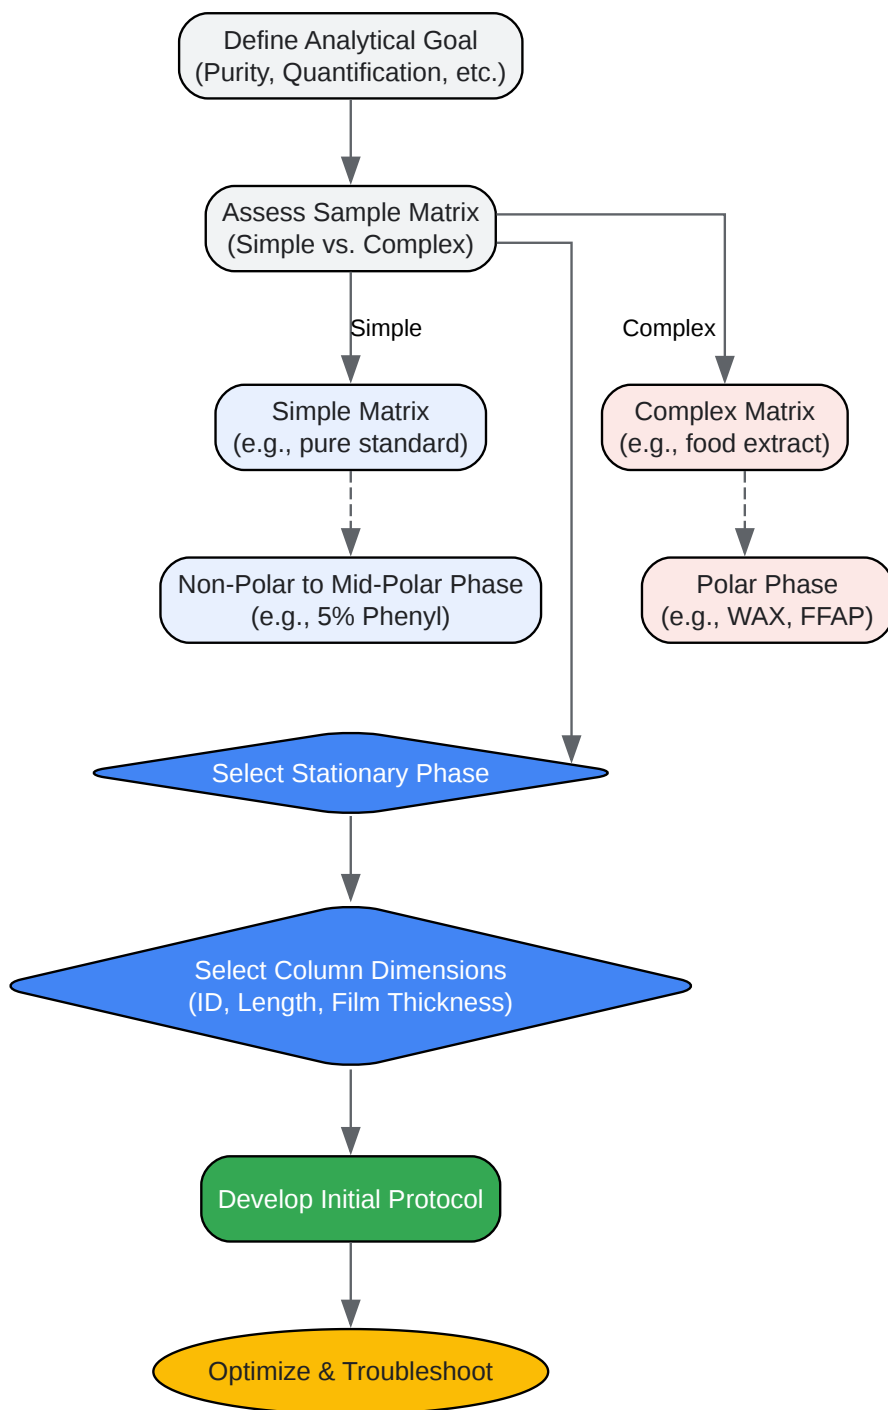 Define Analytical Goal
(Purity, Quantification, etc.)
Assess Sample Matrix
(Simple vs. Complex)
Simple
Complex
Simple Matrix
(e.g., pure standard)
Complex Matrix
(e.g., food extract)
Non-Polar to Mid-Polar Phase
(e.g., 5% Phenyl)
Polar Phase
(e.g., WAX, FFAP)
Select Stationary Phase
Select Column Dimensions
(ID, Length, Film Thickness)
Develop Initial Protocol
Optimize & Troubleshoot